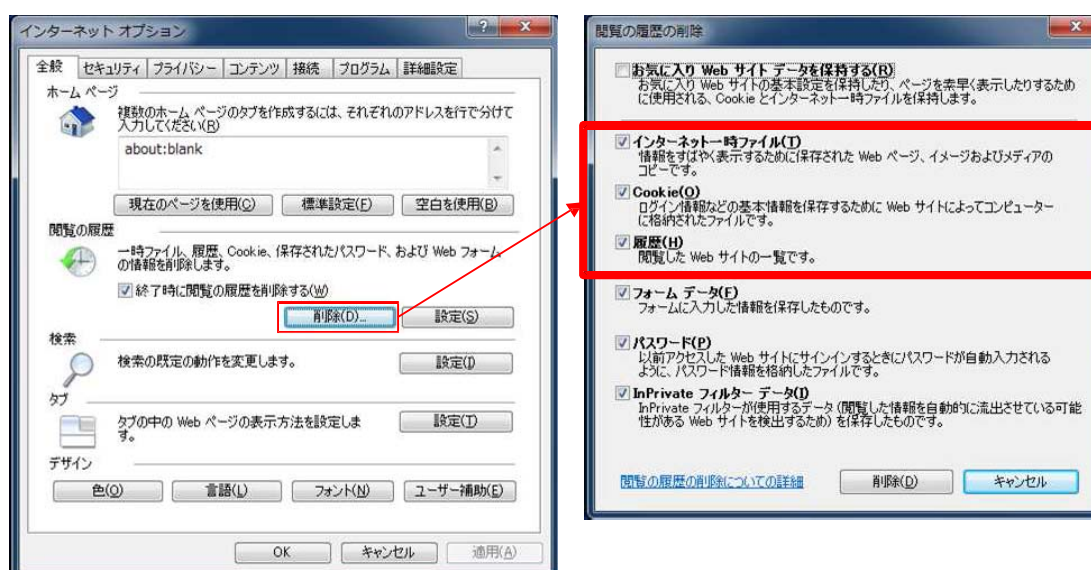 インターネット オプション
全般 セキュリティ プライバシー コンテンツ 接続 プログラム 詳細設定
ホーム ページ
複数のホーム ページのタブを作成するには、それぞれのアドレスを行で分けて
入力してください(R)
about:blank
現在のページを使用(C) 標準設定(F) 空白を使用(B)
閲覧の履歴
一時ファイル、履歴、Cookie、保存されたパスワード、および Web フォーム
の情報を削除します。
終了時に閲覧の履歴を削除する(W)
削除(D)... 設定(S)
検索
検索の既定の動作を変更します。 設定(I)
タブ
タブの中の Web ページの表示方法を設定しま
す。
設定(T)
デザイン
色(O) 言語(L) フォント(N) ユーザー補助(E)
OK キャンセル 適用(A)
閲覧の履歴の削除
お気に入り Web サイト データを保持する(R)
お気に入り Web サイトの基本設定を保持したり、ページを素早く表示したりするため
に使用される、Cookie とインターネット一時ファイルを保持します。
インターネット一時ファイル(T)
情報をすばやく表示するために保存された Web ページ、イメージおよびメディアの
コピーです。
Cookie(O)
ログイン情報などの基本情報を保存するために Web サイトによってコンピューター
に格納されたファイルです。
履歴(H)
閲覧した Web サイトの一覧です。
フォーム データ(F)
フォームに入力した情報を保存したものです。
パスワード(P)
以前アクセスした Web サイトにサインインするときにパスワードが自動入力される
ように、パスワード情報を格納したファイルです。
InPrivate フィルター データ(I)
InPrivate フィルターが使用するデータ (閲覧した情報を自動的に流出させている可能
性がある Web サイトを検出するため) を保存したものです。
閲覧の履歴の削除についての詳細 削除(D) キャンセル